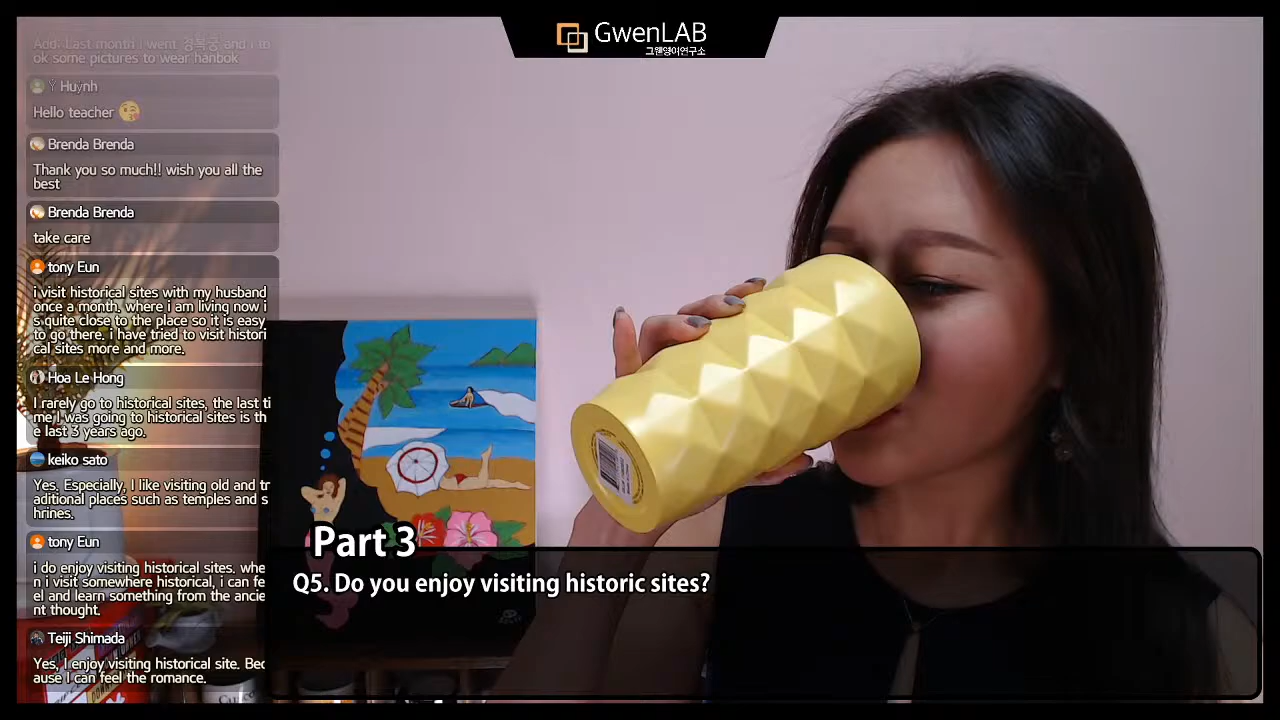 GwenLAB
그웬영어연구소
Add: Last month i went 경복궁 and i to
ok some pictures to wear hanbok
Ÿ Huỳnh
Hello teacher 😘
Brenda Brenda
Thank you so much!! wish you all the
best
Brenda Brenda
take care
tony Eun
i visit historical sites with my husband
once a month. where i am living now i
s quite close to the place so it is easy
to go there. I have tried to visit histori
cal sites more and more.
Hoa Le Hong
I rarely go to historical sites, the last ti
me I was going to historical sites is th
e last 3 years ago.
keiko sato
Yes, Especially, I like visiting old and tr
aditional places such as temples and s
hrines.
tony Eun
i do enjoy visiting historical sites. whe
n i visit somewhere historical, i can fe
el and learn something from the ancie
nt thought.
Teiji Shimada
Yes, I enjoy visiting historical site. Bec
ause I can feel the romance.
Part 3
Q5. Do you enjoy visiting historic sites?